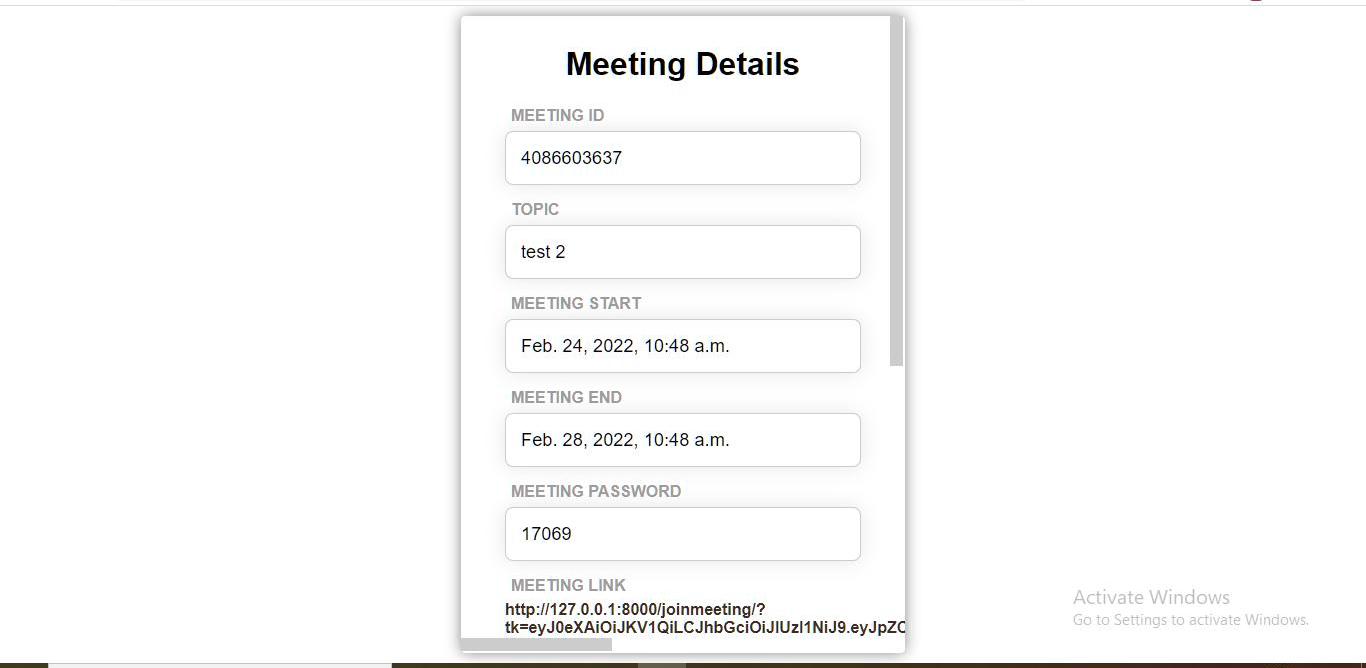 Meeting Details
MEETING ID
4086603637
TOPIC
test 2
MEETING START
Feb. 24, 2022, 10:48 a.m.
MEETING END
Feb. 28, 2022, 10:48 a.m.
MEETING PASSWORD
17069
MEETING LINK
http://127.0.0.1:8000/joinmeeting/?
tk=eyJ0eXAiOiJKV1QiLCJhbGciOiJIUzI1NiJ9.eyJpZC
Activate Windows
Go to Settings to activate Windows.